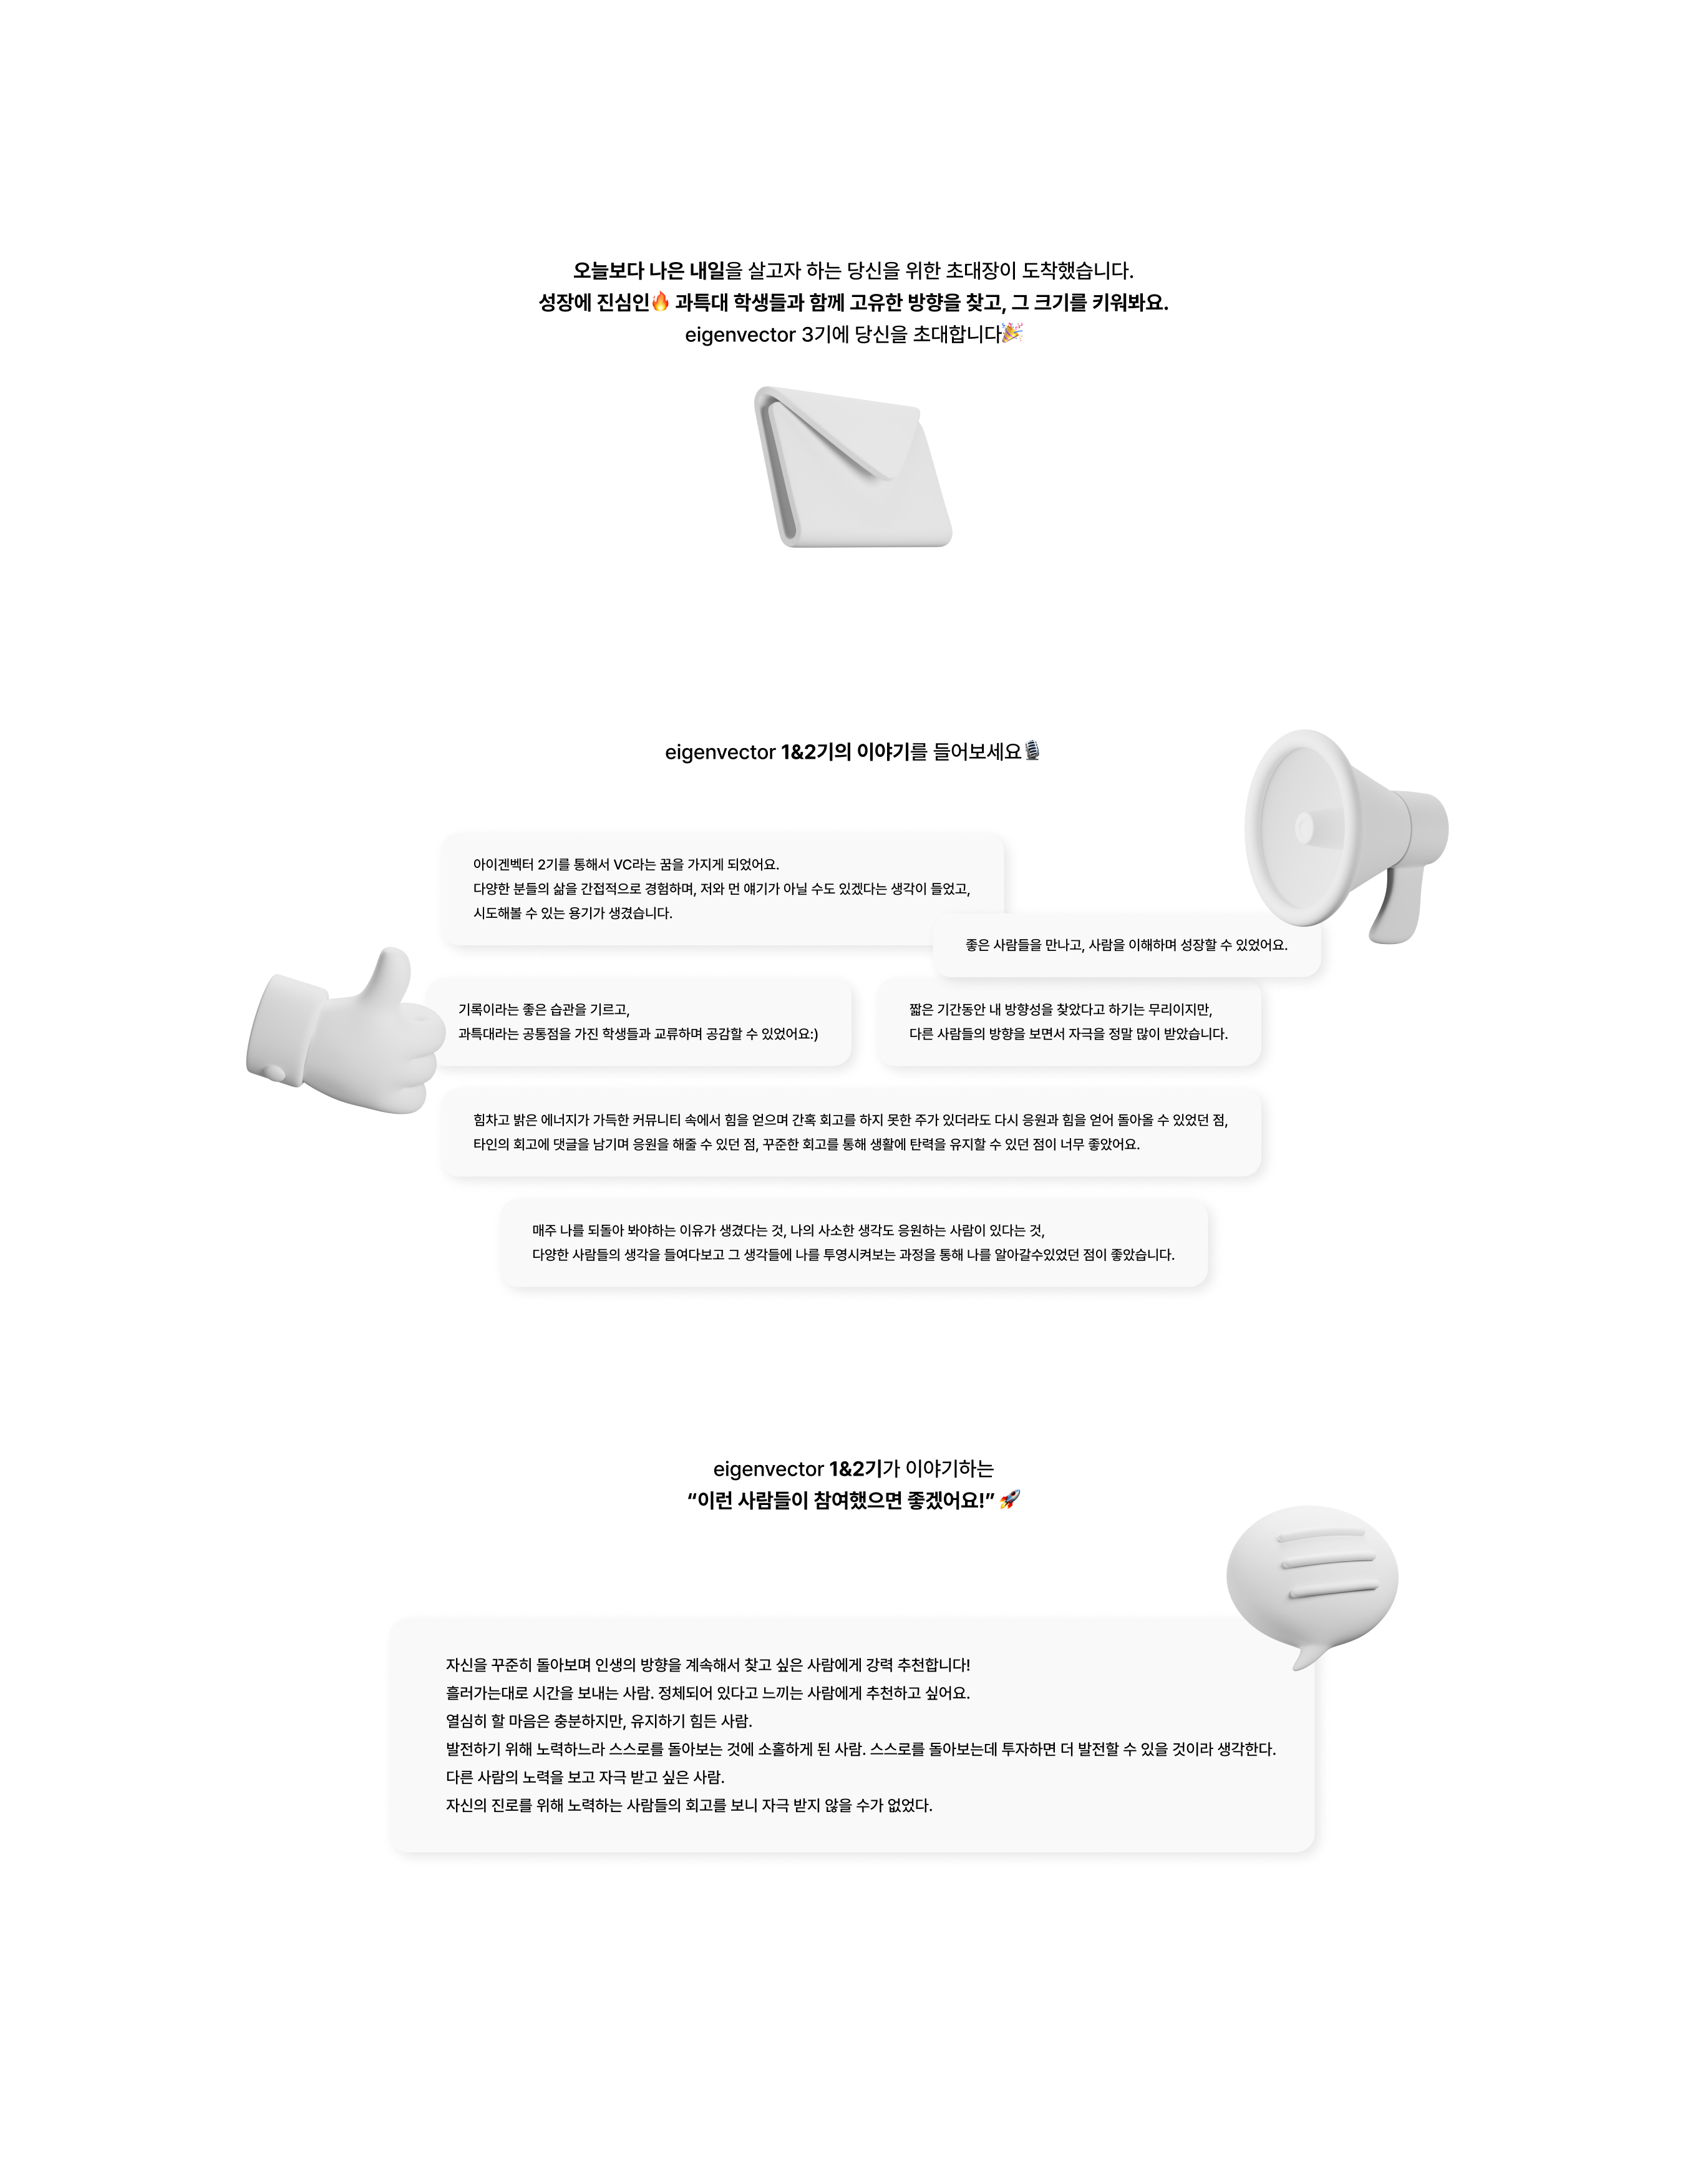 오늘보다 나은 내일을 살고자 하는 당신을 위한 초대장이 도착했습니다.
성장에 진심인🔥 과특대 학생들과 함께 고유한 방향을 찾고, 그 크기를 키워봐요.
eigenvector 3기에 당신을 초대합니다🎉
eigenvector 1&2기의 이야기를 들어보세요🎙️
아이겐벡터 2기를 통해서 VC라는 꿈을 가지게 되었어요.
다양한 분들의 삶을 간접적으로 경험하며, 저와 먼 얘기가 아닐 수도 있겠다는 생각이 들었고,
시도해볼 수 있는 용기가 생겼습니다.
좋은 사람들을 만나고, 사람을 이해하며 성장할 수 있었어요.
기록이라는 좋은 습관을 기르고,
과특대라는 공통점을 가진 학생들과 교류하며 공감할 수 있었어요:)
짧은 기간동안 내 방향성을 찾았다고 하기는 무리이지만,
다른 사람들의 방향을 보면서 자극을 정말 많이 받았습니다.
힘차고 밝은 에너지가 가득한 커뮤니티 속에서 힘을 얻으며 간혹 회고를 하지 못한 주가 있더라도 다시 응원과 힘을 얻어 돌아올 수 있었던 점,
타인의 회고에 댓글을 남기며 응원을 해줄 수 있던 점, 꾸준한 회고를 통해 생활에 탄력을 유지할 수 있던 점이 너무 좋았어요.
매주 나를 되돌아 봐야하는 이유가 생겼다는 것, 나의 사소한 생각도 응원하는 사람이 있다는 것,
다양한 사람들의 생각을 들여다보고 그 생각들에 나를 투영시켜보는 과정을 통해 나를 알아갈수있었던 점이 좋았습니다.
eigenvector 1&2기가 이야기하는
“이런 사람들이 참여했으면 좋겠어요!” 🚀
자신을 꾸준히 돌아보며 인생의 방향을 계속해서 찾고 싶은 사람에게 강력 추천합니다!
흘러가는대로 시간을 보내는 사람. 정체되어 있다고 느끼는 사람에게 추천하고 싶어요.
열심히 할 마음은 충분하지만, 유지하기 힘든 사람.
발전하기 위해 노력하느라 스스로를 돌아보는 것에 소홀하게 된 사람. 스스로를 돌아보는데 투자하면 더 발전할 수 있을 것이라 생각한다.
다른 사람의 노력을 보고 자극 받고 싶은 사람.
자신의 진로를 위해 노력하는 사람들의 회고를 보니 자극 받지 않을 수가 없었다.